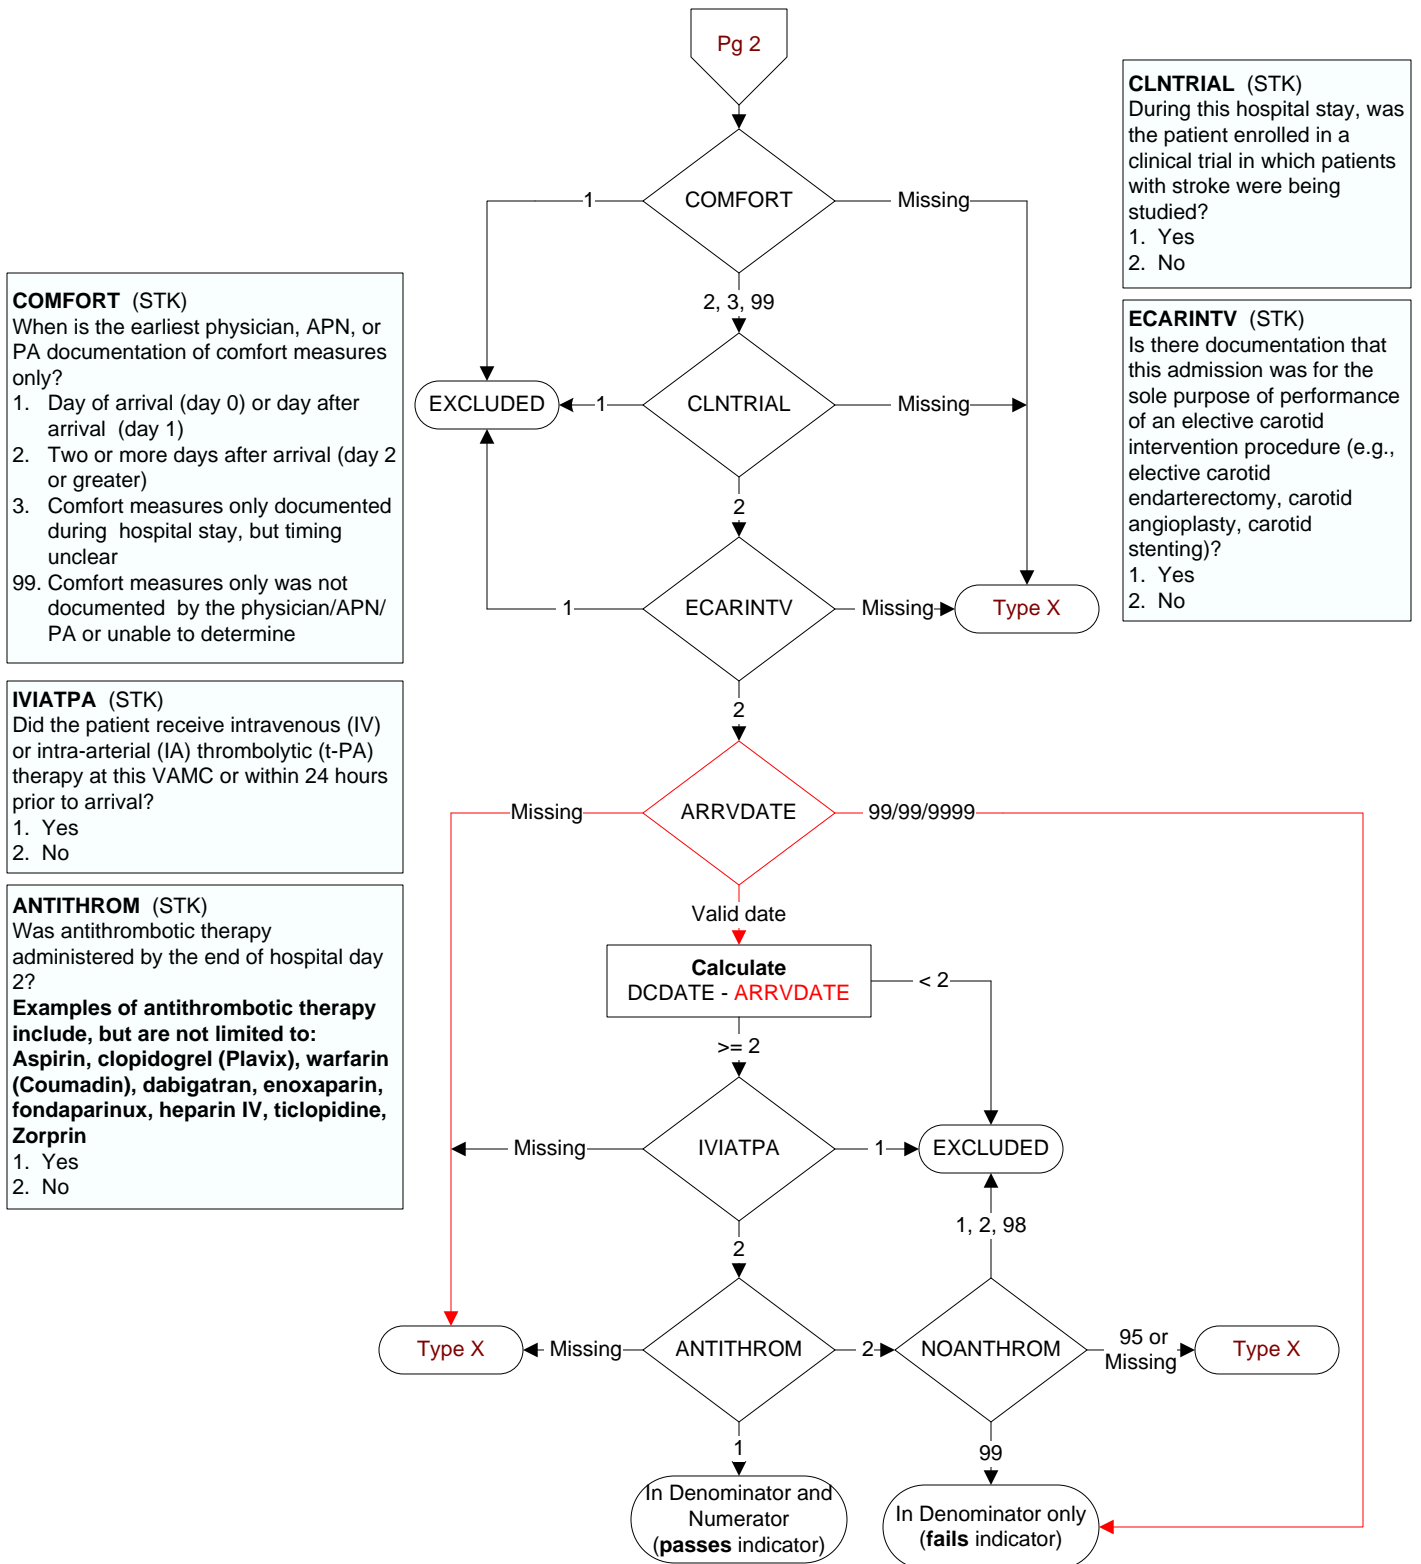 Pg 2
CLNTRIAL (STK)
During this hospital stay, was
the patient enrolled in a
clinical trial in which patients
with stroke were being
studied?
1. Yes
2. No
COMFORT
1
Missing
2, 3, 99
COMFORT (STK)
When is the earliest physician, APN, or
PA documentation of comfort measures
only?
1. Day of arrival (day 0) or day after
arrival (day 1)
2. Two or more days after arrival (day 2
or greater)
3. Comfort measures only documented
during hospital stay, but timing
unclear
99. Comfort measures only was not
documented by the physician/APN/
PA or unable to determine
ECARINTV (STK)
Is there documentation that
this admission was for the
sole purpose of performance
of an elective carotid
intervention procedure (e.g.,
elective carotid
endarterectomy, carotid
angioplasty, carotid
stenting)?
1. Yes
2. No
EXCLUDED
1
CLNTRIAL
Missing
2
1
ECARINTV
Missing
Type X
2
IVIATPA (STK)
Did the patient receive intravenous (IV)
or intra-arterial (IA) thrombolytic (t-PA)
therapy at this VAMC or within 24 hours
prior to arrival?
1. Yes
2. No
Missing
ARRVDATE
99/99/9999
Valid date
ANTITHROM (STK)
Was antithrombotic therapy
administered by the end of hospital day
2?
Examples of antithrombotic therapy
include, but are not limited to:
Aspirin, clopidogrel (Plavix), warfarin
(Coumadin), dabigatran, enoxaparin,
fondaparinux, heparin IV, ticlopidine,
Zorprin
1. Yes
2. No
Calculate
DCDATE - ARRVDATE
< 2
>= 2
Missing
IVIATPA
1
EXCLUDED
1, 2, 98
2
Type X
Missing
ANTITHROM
2
NOANTHROM
95 or
Missing
Type X
1
99
In Denominator and
Numerator
(passes indicator)
In Denominator only
(fails indicator)